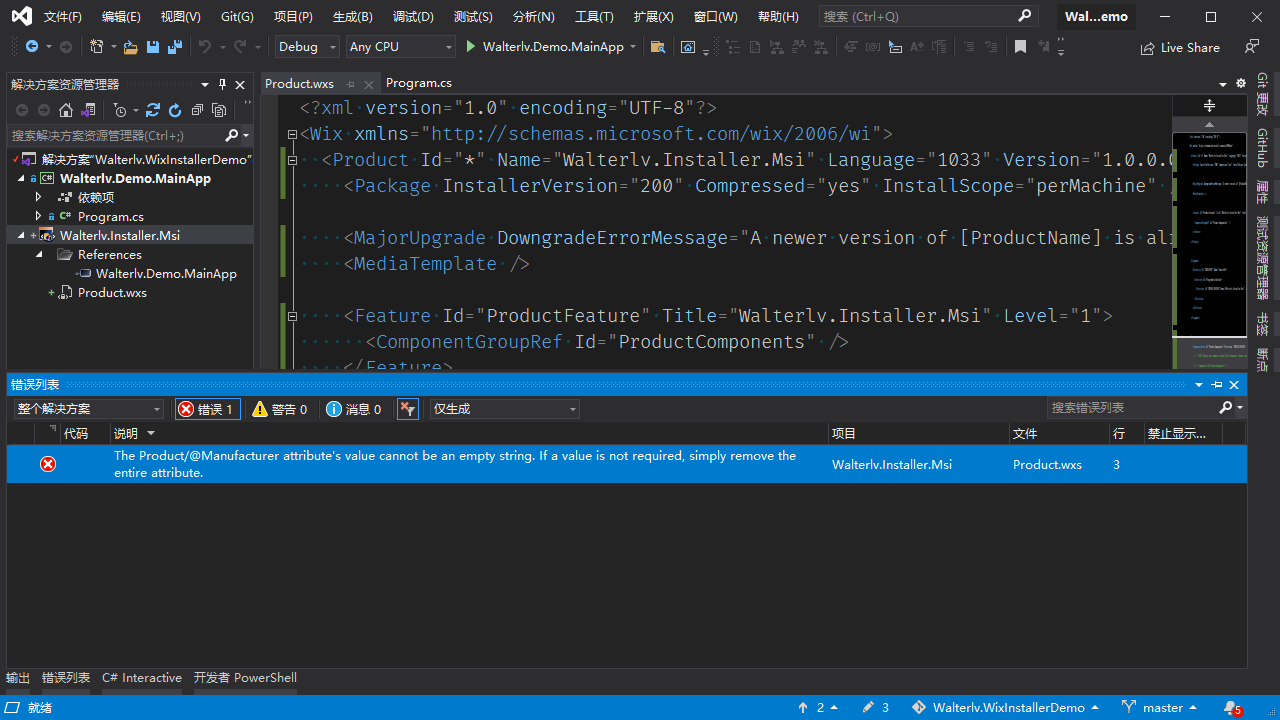 文件(F) 编辑(E) 视图(V) Git(G) 项目(P) 生成(B) 调试(D) 测试(S) 分析(N) 工具(T) 扩展(X) 窗口(W) 帮助(H) 搜索 (Ctrl+Q) Wal...emo
Debug Any CPU Walterlv.Demo.MainApp Live Share
解决方案资源管理器
搜索解决方案资源管理器(Ctrl+;)
解决方案"Walterlv.WixInstallerDemo"
Walterlv.Demo.MainApp
依赖项
C# Program.cs
Walterlv.Installer.Msi
References
Walterlv.Demo.MainApp
Product.wxs
Product.wxs Program.cs
<?xml version="1.0" encoding="UTF-8"?>
<Wix xmlns="http://schemas.microsoft.com/wix/2006/wi">
<Product Id="*" Name="Walterlv.Installer.Msi" Language="1033" Version="1.0.0.0
<Package InstallerVersion="200" Compressed="yes" InstallScope="perMachine"
<MajorUpgrade DowngradeErrorMessage="A newer version of [ProductName] is al
<MediaTemplate />
<Feature Id="ProductFeature" Title="Walterlv.Installer.Msi" Level="1">
<ComponentGroupRef Id="ProductComponents" />
</Feature>
Git 更改
GitHub
属性
测试资源管理器
书签
断点
错误列表
整个解决方案 错误 1 警告 0 消息 0 仅生成 搜索错误列表
代码 说明 项目 文件 行 禁止显示...
The Product/@Manufacturer attribute's value cannot be an empty string. If a value is not required, simply remove the Walterlv.Installer.Msi Product.wxs 3
entire attribute.
输出 错误列表 C# Interactive 开发者 PowerShell
就绪 2 3 Walterlv.WixInstallerDemo master 5